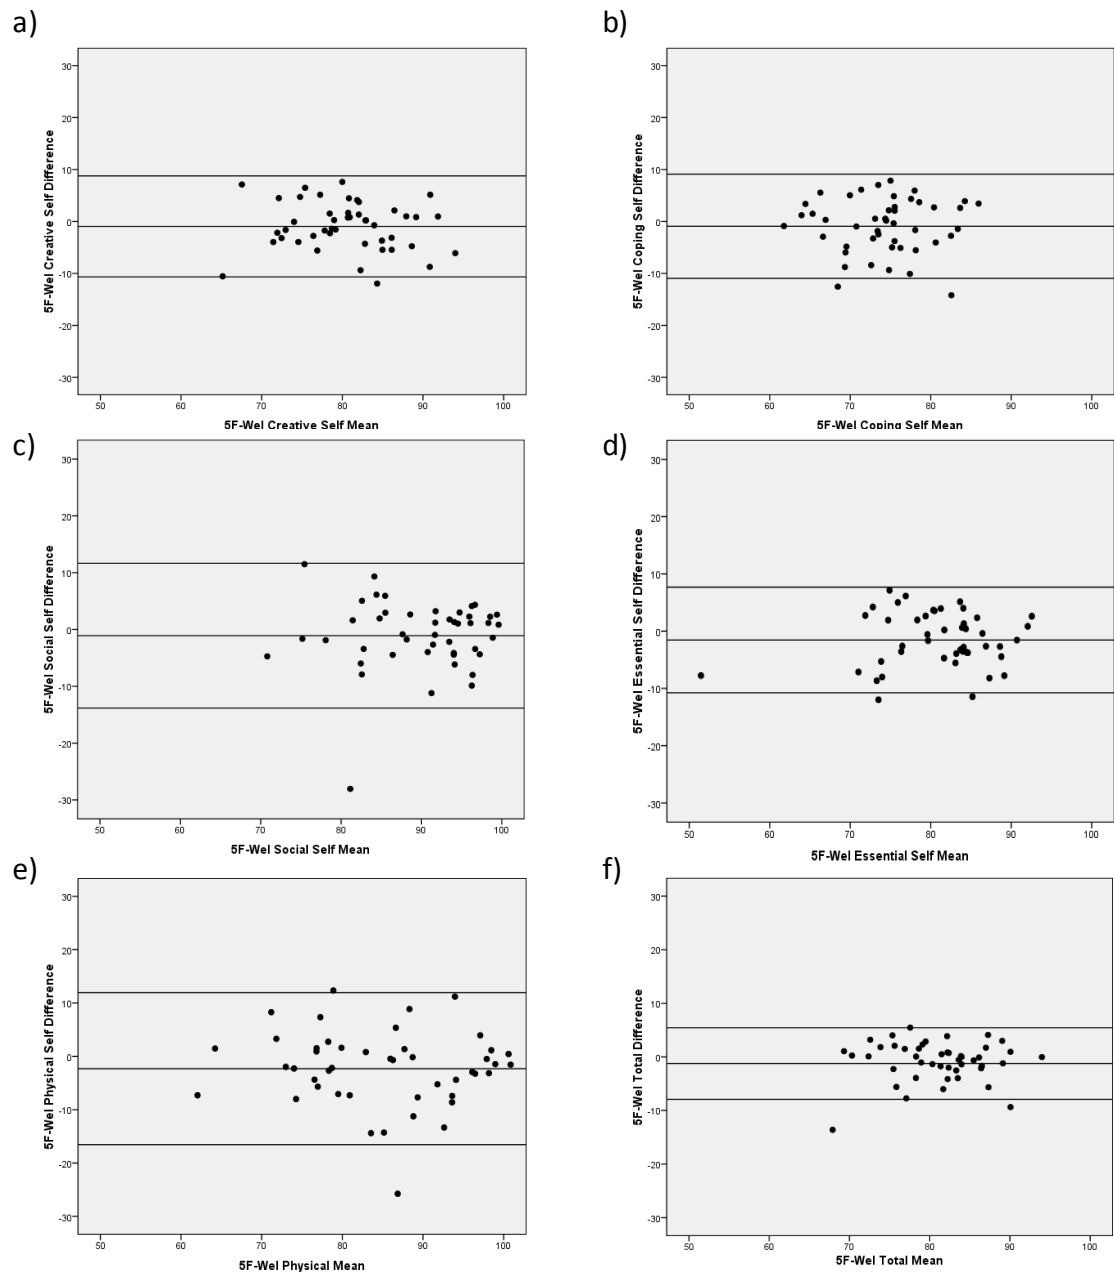 a)
5F-Wel Creative Self Difference
30
20
10
0
-10
-20
-30
50 60 70 80 90 100
5F-Wel Creative Self Mean
b)
5F-Wel Coping Self Difference
30
20
10
0
-10
-20
-30
50 60 70 80 90 100
5F-Wel Coping Self Mean
c)
5F-Wel Social Self Difference
30
20
10
0
-10
-20
-30
50 60 70 80 90 100
5F-Wel Social Self Mean
d)
5F-Wel Essential Self Difference
30
20
10
0
-10
-20
-30
50 60 70 80 90 100
5F-Wel Essential Self Mean
e)
5F-Wel Physical Self Difference
30
20
10
0
-10
-20
-30
50 60 70 80 90 100
5F-Wel Physical Mean
f)
5F-Wel Total Difference
30
20
10
0
-10
-20
-30
50 60 70 80 90 100
5F-Wel Total Mean